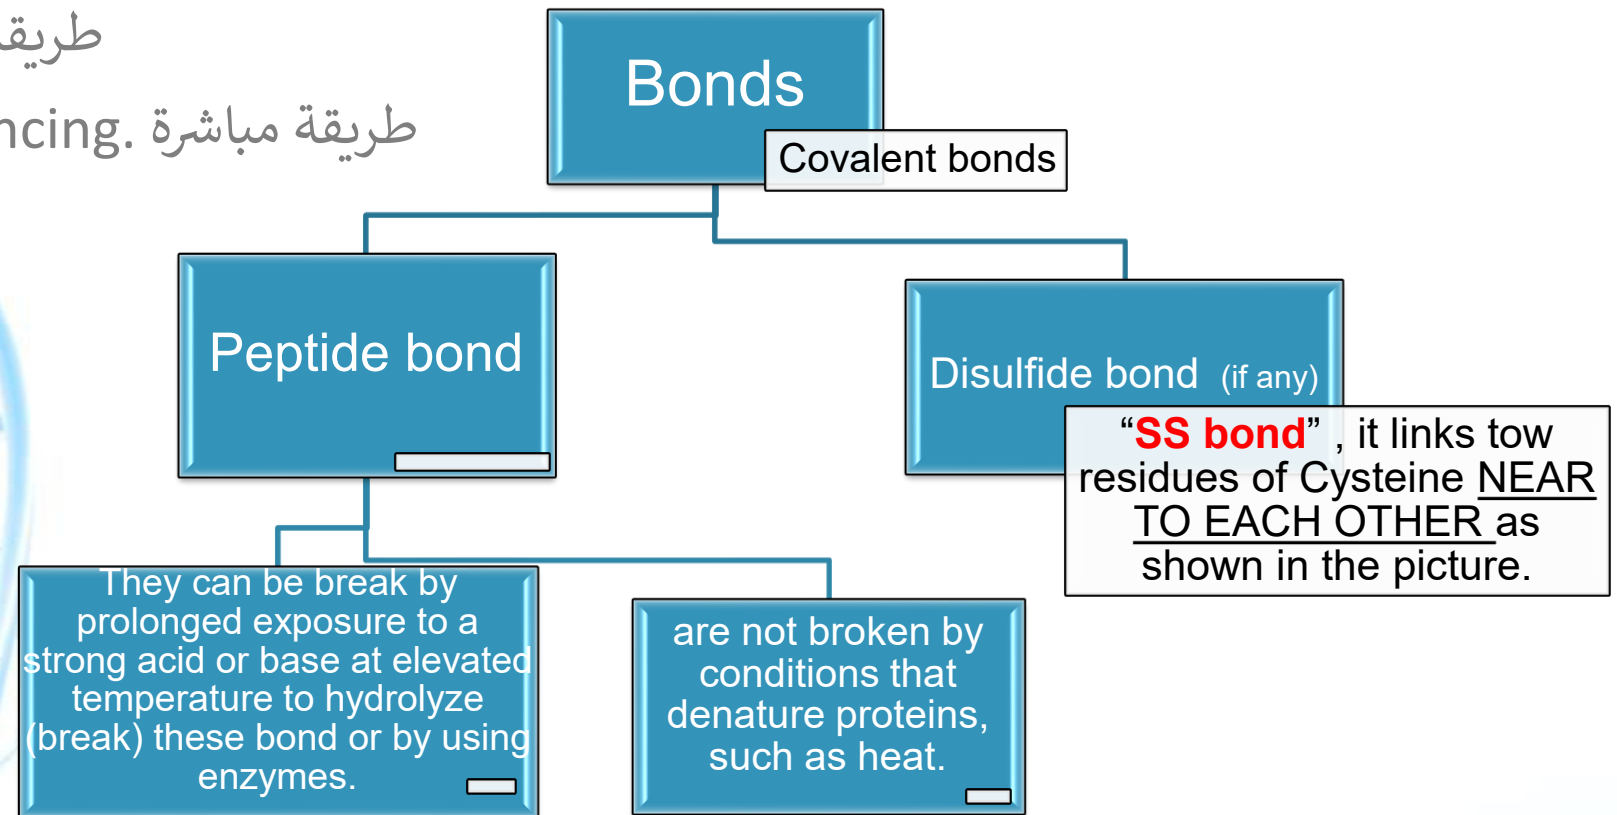 طريقة
ncing. طريقة مباشرة
Bonds
Covalent bonds
Peptide bond
Disulfide bond (if any)
“SS bond” , it links tow
residues of Cysteine NEAR
TO EACH OTHER as
shown in the picture.
They can be break by
prolonged exposure to a
strong acid or base at elevated
temperature to hydrolyze
(break) these bond or by using
enzymes.
are not broken by
conditions that
denature proteins,
such as heat.